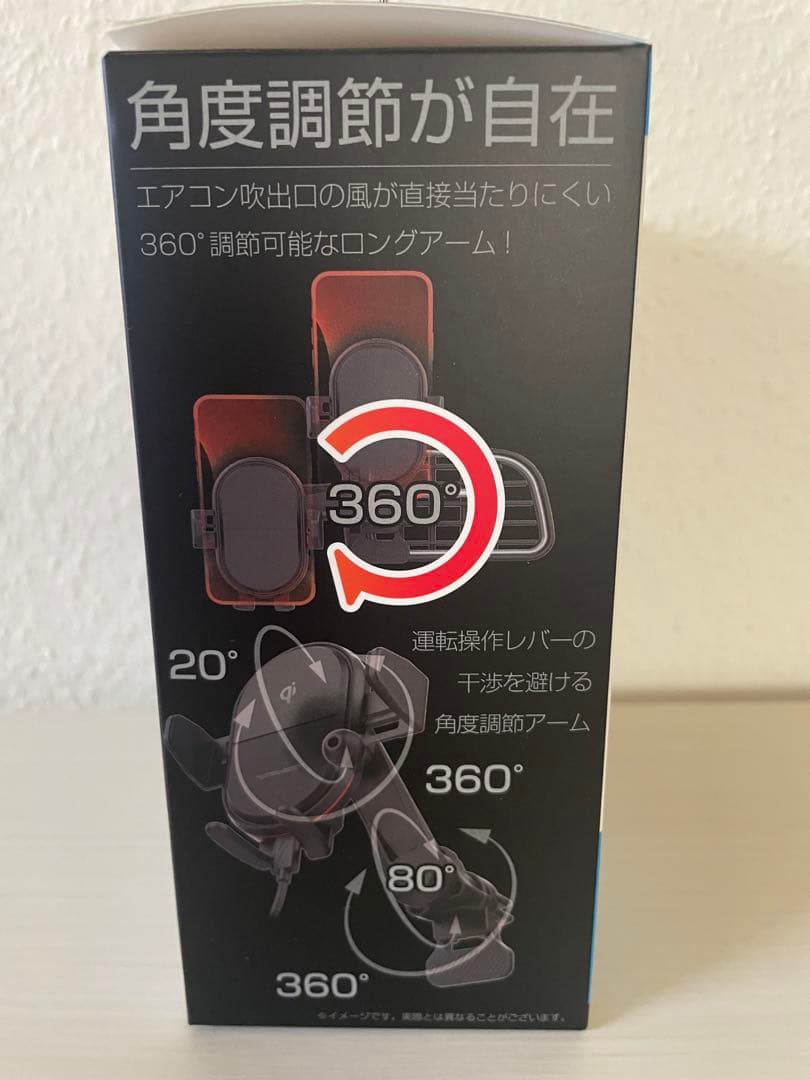 角度調節が自在
エアコン吹出口の風が直接当たりにくい
360°調節可能なロングアーム!
360°
20°
qi
運転操作レバーの
干渉を避ける
角度調節アーム
360°
80°
360°
※イメージです。実際とは異なることがございます。